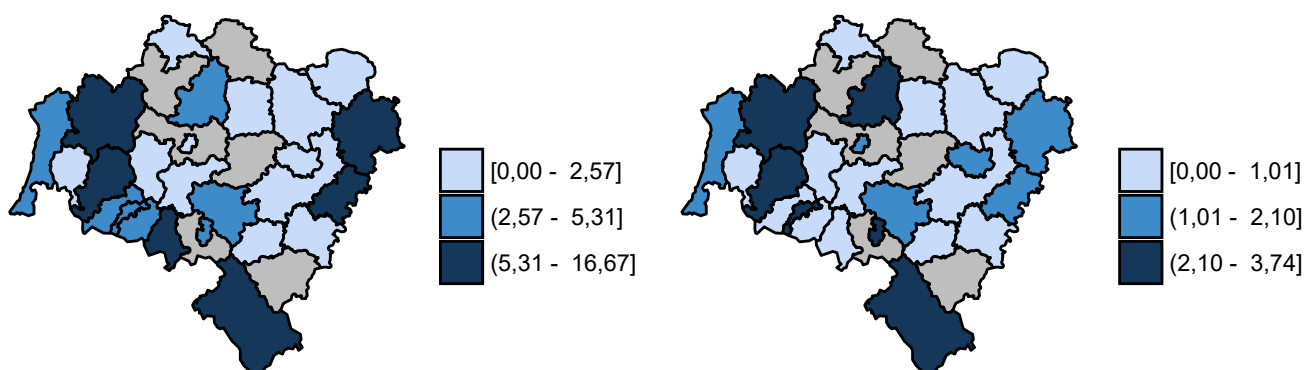 [0,00 - 2,57]
(2,57 - 5,31]
(5,31 - 16,67]
[0,00 - 1,01]
(1,01 - 2,10]
(2,10 - 3,74]